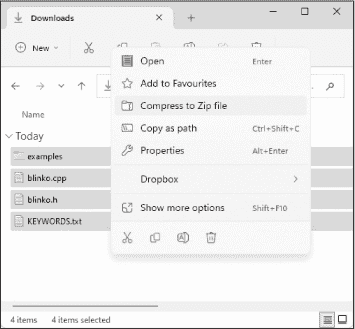 Downloads
New
Open Enter
Add to Favourites
Compress to Zip file
Copy as path Ctrl+Shift+C
Properties Alt+Enter
Dropbox
Show more options Shift+F10
Name
Today
examples
blinko.cpp
blinko.h
KEYWORDS.txt
4 items 4 items selected